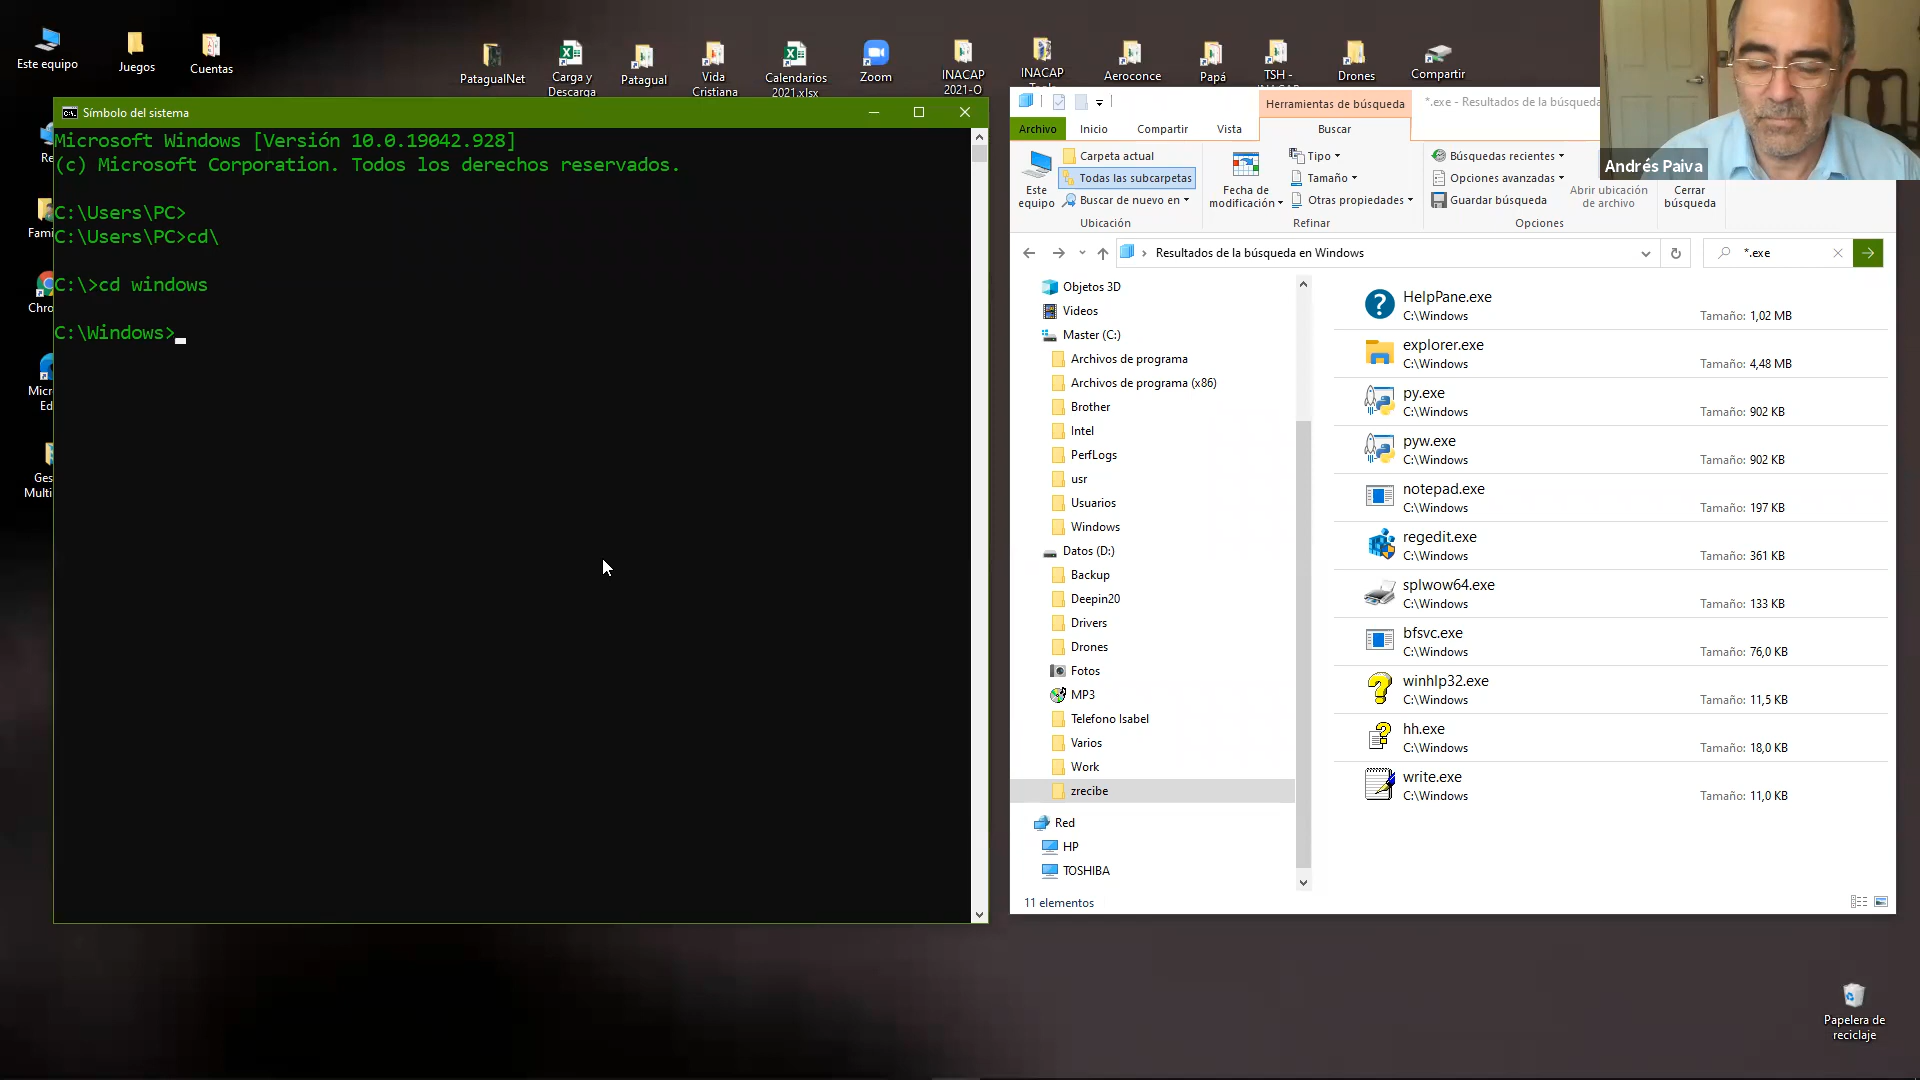 Este equipo
Juegos
Cuentas
PatagualNet
Carga y
Descarga
Patagual
Vida
Cristiana
Calendarios
2021.xlsx
Zoom
INACAP
2021-O
INACAP
Aeroconce
Papá
TSH -
Drones
Compartir
Símbolo del sistema
Microsoft Windows [Versión 10.0.19042.928]
(c) Microsoft Corporation. Todos los derechos reservados.
C:\Users\PC>
C:\Users\PC>cd\
C:\>cd windows
C:\Windows>
Re
Fami
Chro
Micr
Ed
Ges
Multi
Herramientas de búsqueda
*.exe - Resultados de la búsqueda
Archivo
Inicio
Compartir
Vista
Buscar
Este
equipo
Carpeta actual
Todas las subcarpetas
Buscar de nuevo en
Ubicación
Fecha de
modificación
Tipo
Tamaño
Otras propiedades
Refinar
Búsquedas recientes
Opciones avanzadas
Guardar búsqueda
Opciones
Abrir ubicación
de archivo
Cerrar
búsqueda
Andrés Paiva
Resultados de la búsqueda en Windows
*.exe
Objetos 3D
Videos
Master (C:)
Archivos de programa
Archivos de programa (x86)
Brother
Intel
PerfLogs
usr
Usuarios
Windows
Datos (D:)
Backup
Deepin20
Drivers
Drones
Fotos
MP3
Telefono Isabel
Varios
Work
zrecibe
Red
HP
TOSHIBA
HelpPane.exe
C:\Windows Tamaño: 1,02 MB
explorer.exe
C:\Windows Tamaño: 4,48 MB
py.exe
C:\Windows Tamaño: 902 KB
pyw.exe
C:\Windows Tamaño: 902 KB
notepad.exe
C:\Windows Tamaño: 197 KB
regedit.exe
C:\Windows Tamaño: 361 KB
splwow64.exe
C:\Windows Tamaño: 133 KB
bfsvc.exe
C:\Windows Tamaño: 76,0 KB
winhlp32.exe
C:\Windows Tamaño: 11,5 KB
hh.exe
C:\Windows Tamaño: 18,0 KB
write.exe
C:\Windows Tamaño: 11,0 KB
11 elementos
Papelera de
reciclaje